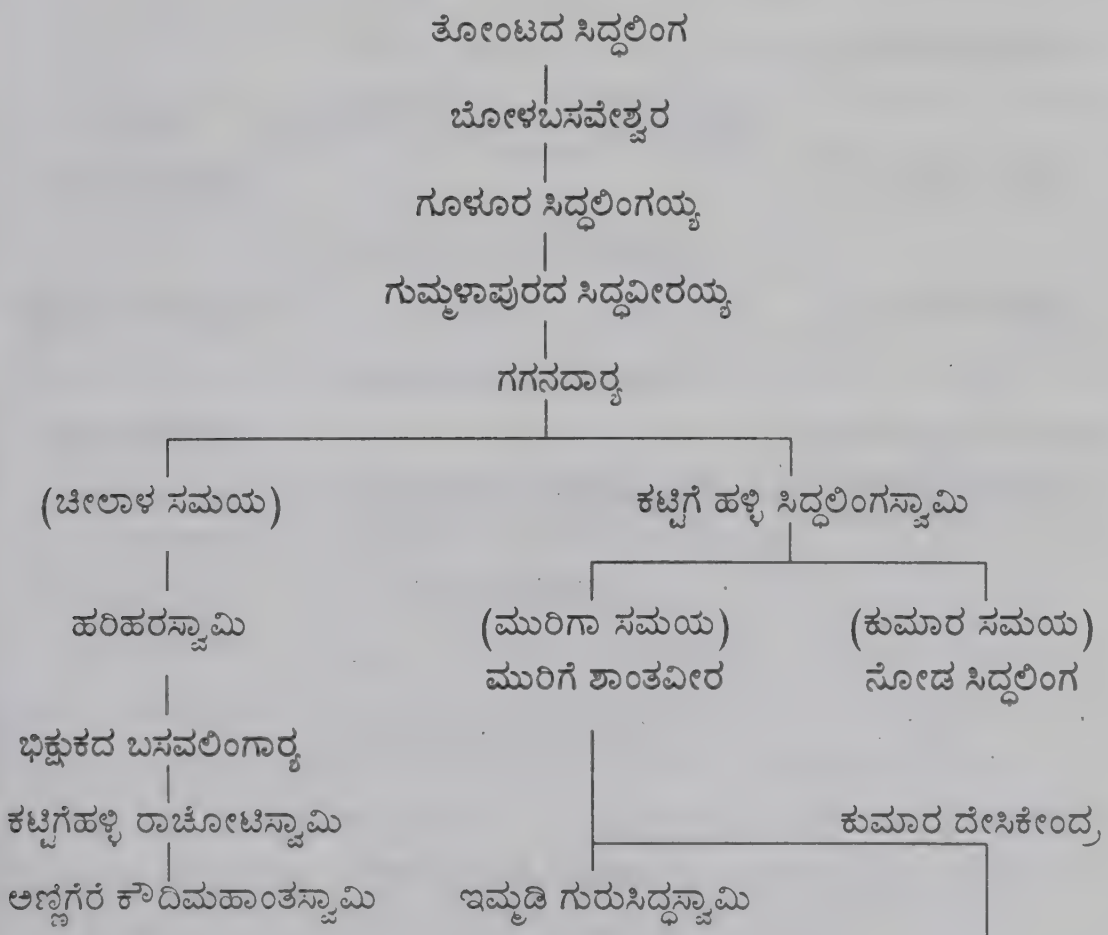 ತೋಂಟದ ಸಿದ್ಧಲಿಂಗ
ಬೋಳಬಸವೇಶ್ವರ
ಗೂಳೂರ ಸಿದ್ಧಲಿಂಗಯ್ಯ
ಗುಮ್ಮಳಾಪುರದ ಸಿದ್ಧವೀರಯ್ಯ
ಗಗನದಾರ‍್ಯ
(ಚೀಲಾಳ ಸಮಯ) ಕಟ್ಟಿಗೆ ಹಳ್ಳಿ ಸಿದ್ಧಲಿಂಗಸ್ವಾಮಿ
ಹರಿಹರಸ್ವಾಮಿ (ಮುರಿಗಾ ಸಮಯ) (ಕುಮಾರ ಸಮಯ)
ಮುರಿಗೆ ಶಾಂತವೀರ ನೋಡ ಸಿದ್ಧಲಿಂಗ
ಭಿಕ್ಷುಕದ ಬಸವಲಿಂಗಾರ‍್ಯ
ಕಟ್ಟಿಗೆಹಳ್ಳಿ ರಾಚೋಟಿಸ್ವಾಮಿ ಕುಮಾರ ದೇಸಿಕೇಂದ್ರ
ಅಣ್ಣಿಗೆರೆ ಕೌದಿಮಹಾಂತಸ್ವಾಮಿ ಇಮ್ಮಡಿ ಗುರುಸಿದ್ಧಸ್ವಾಮಿ